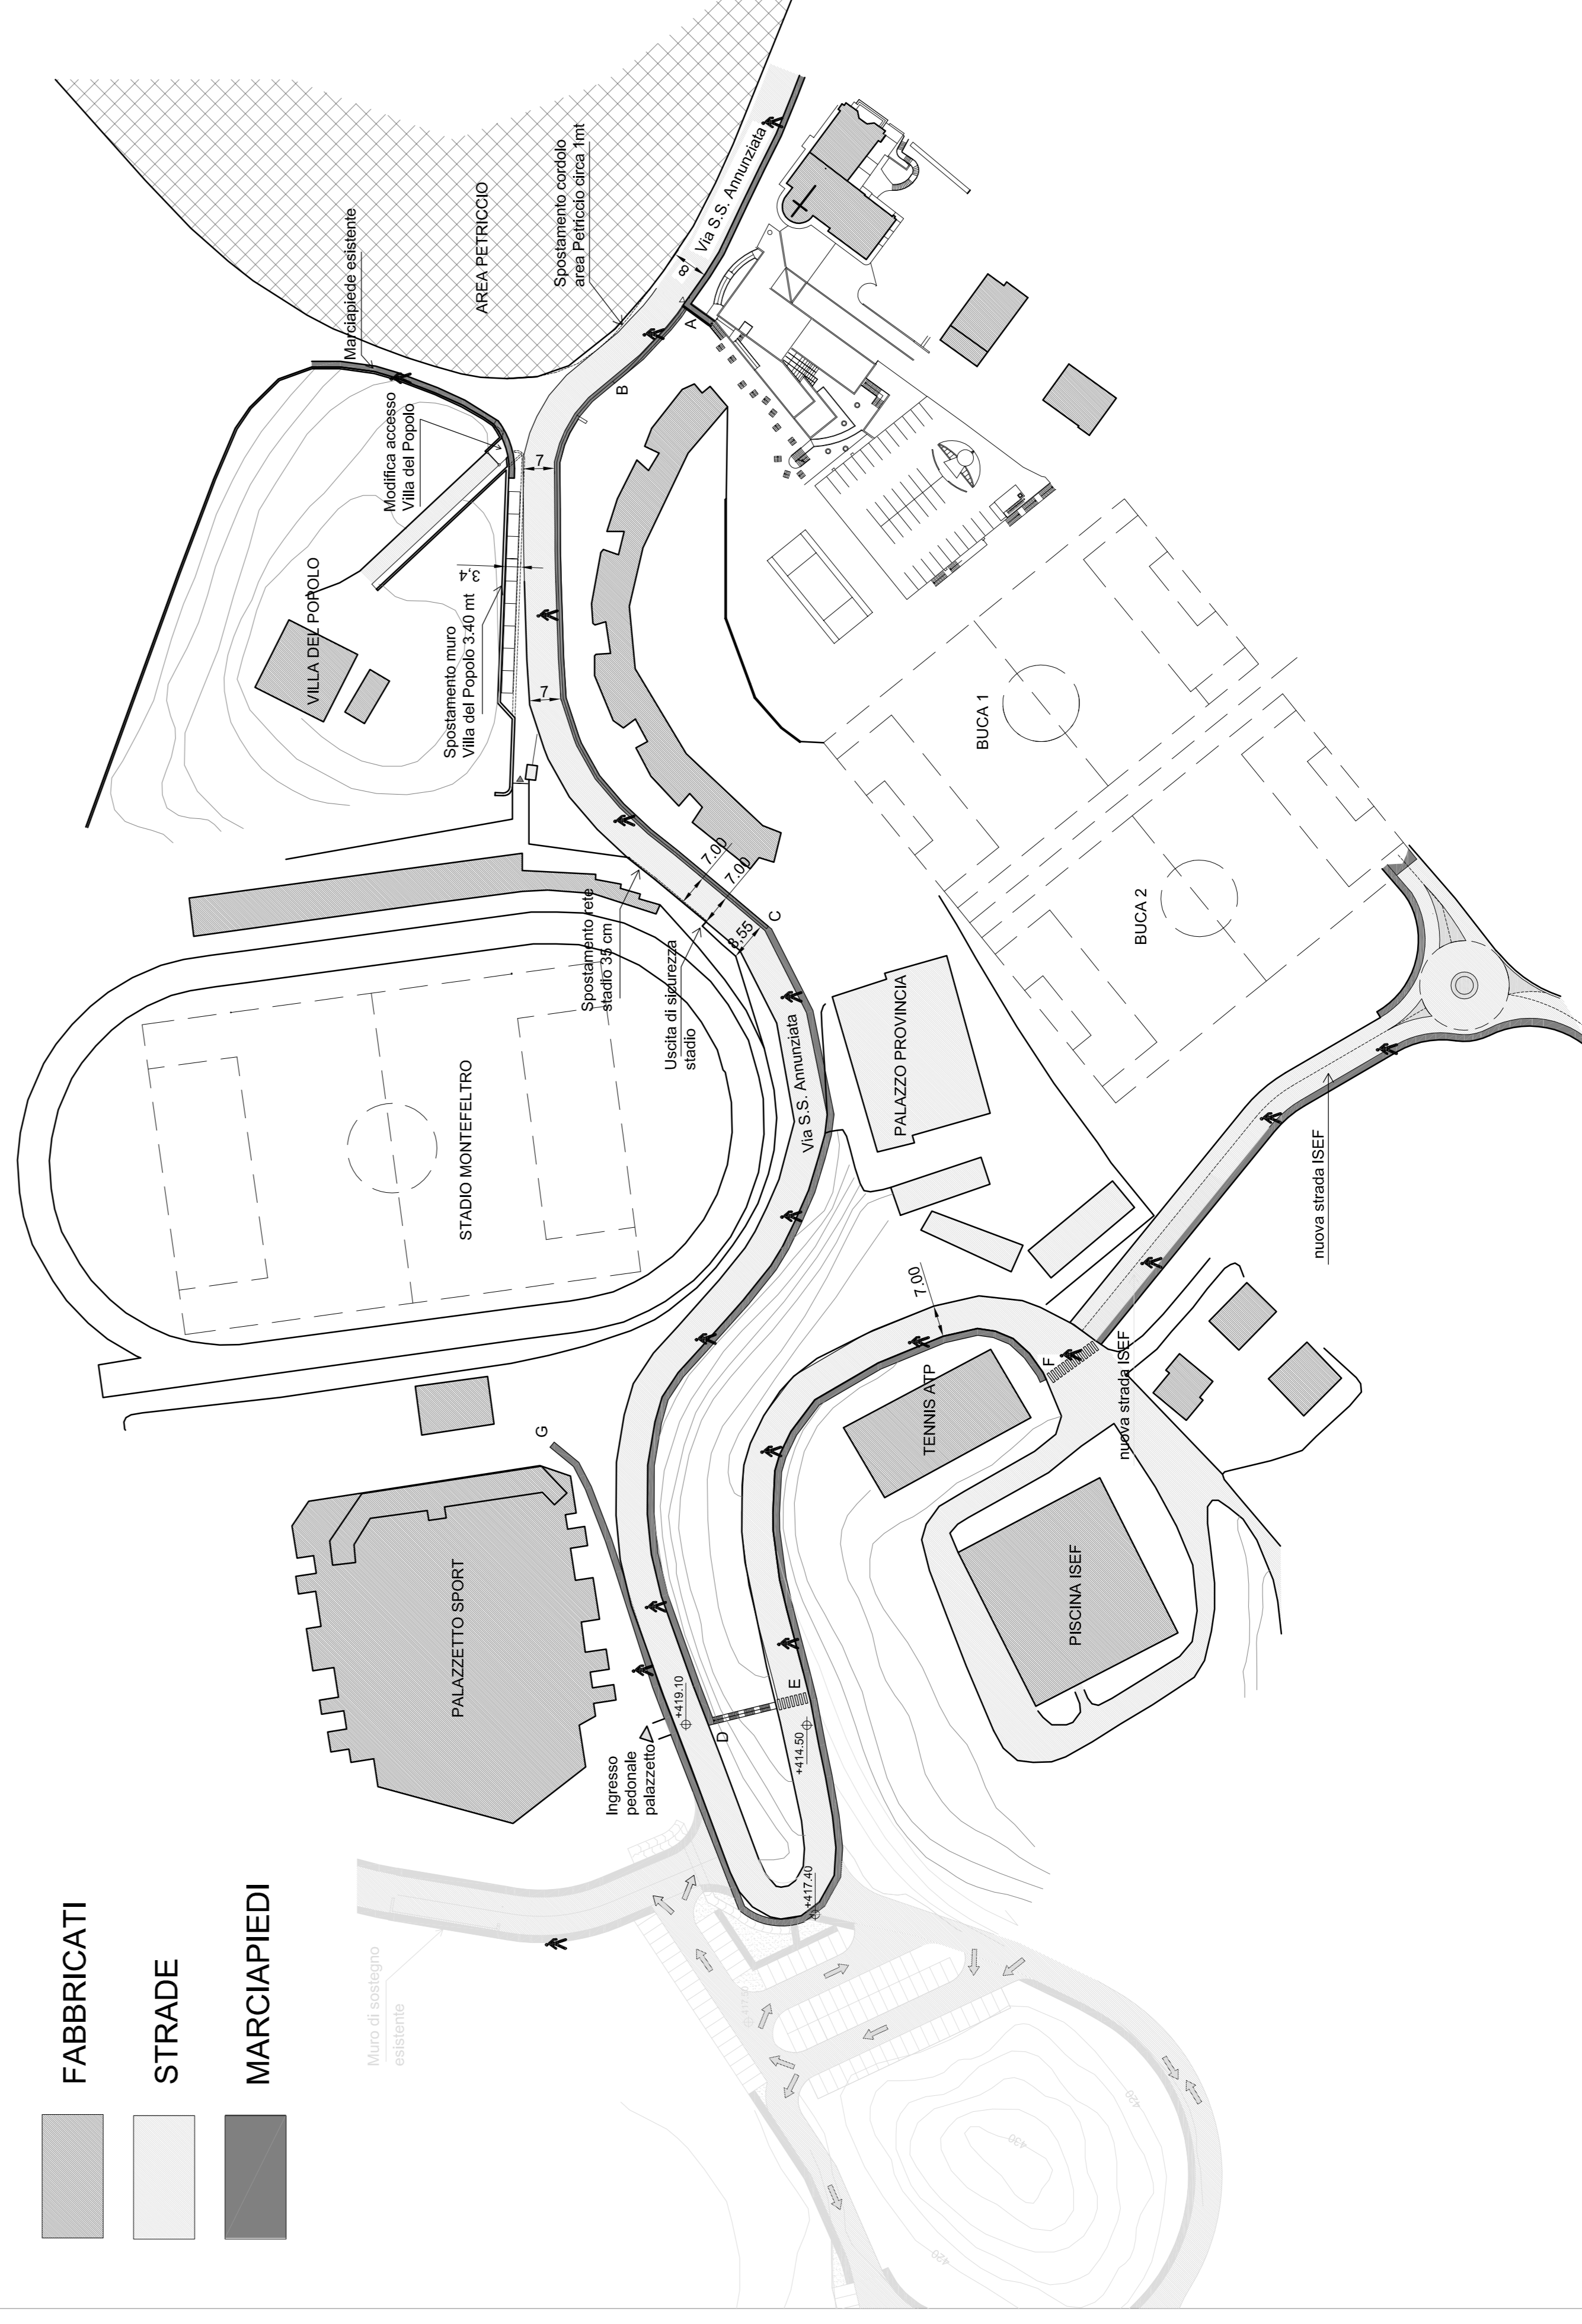 Via S.S. Annunziata
8
A
Spostamento cordolo
area Petriccio circa 1mt
AREA PETRICCIO
Marciapiede esistente
B
Modifica accesso
Villa del Popolo
7
3,4
VILLA DEL POPOLO
Spostamento muro
Villa del Popolo 3.40 mt
7
BUCA 1
7.00
7.00
C
8,55
Spostamento rete
stadio 35 cm
Uscita di sicurezza
stadio
BUCA 2
PALAZZO PROVINCIA
Via S.S. Annunziata
STADIO MONTEFELTRO
nuova strada ISEF
7.00
F
nuova strada ISEF
TENNIS ATP
G
PISCINA ISEF
PALAZZETTO SPORT
+419.10
E
D
+414.50
Ingresso
pedonale
palazzetto
+417.40
Muro di sostegno
esistente
420
430
420
FABBRICATI
STRADE
MARCIAPIEDI